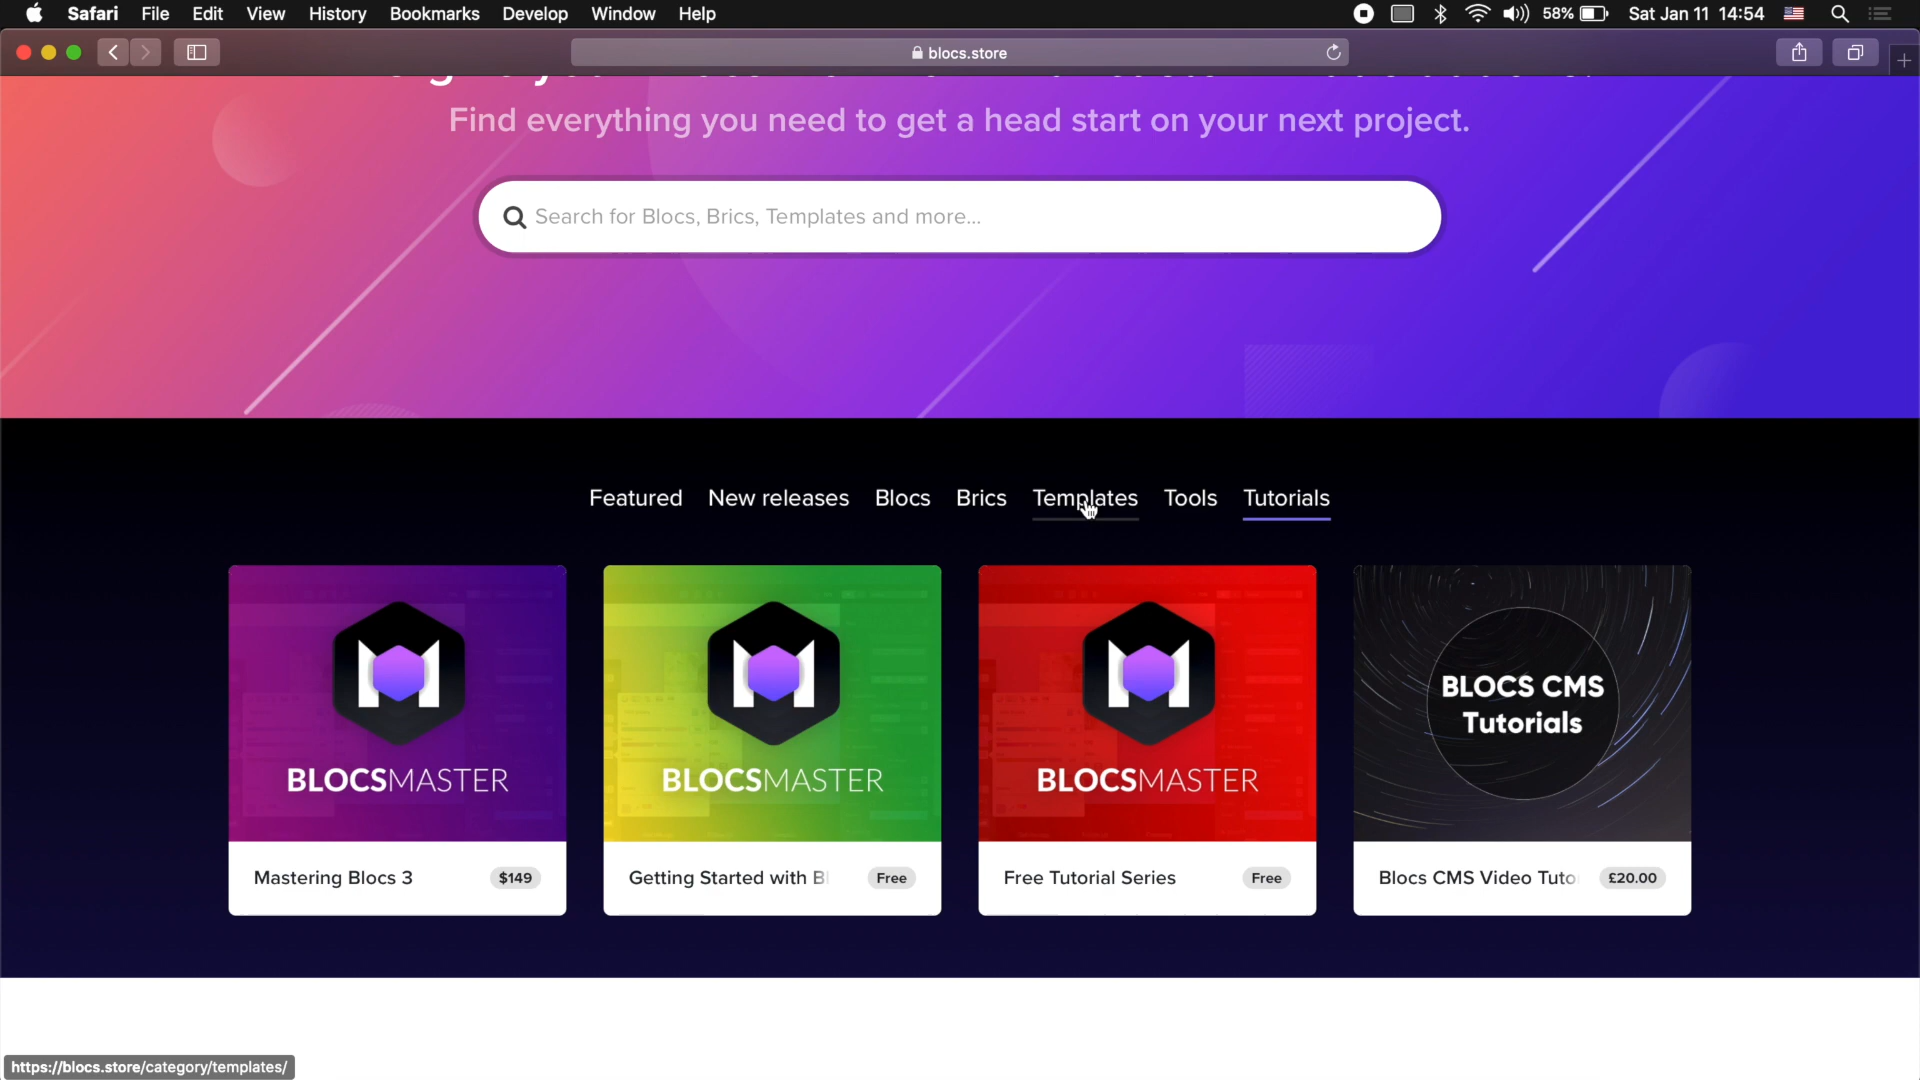 Safari File Edit View History Bookmarks Develop Window Help 58% Sat Jan 11 14:54
blocs.store
Find everything you need to get a head start on your next project.
Search for Blocs, Brics, Templates and more...
Featured New releases Blocs Brics Templates Tools Tutorials
BLOCSMASTER
BLOCSMASTER
BLOCSMASTER
BLOCS CMS
Tutorials
Mastering Blocs 3 $149
Getting Started with Bl Free
Free Tutorial Series Free
Blocs CMS Video Tuto £20.00
https://blocs.store/category/templates/